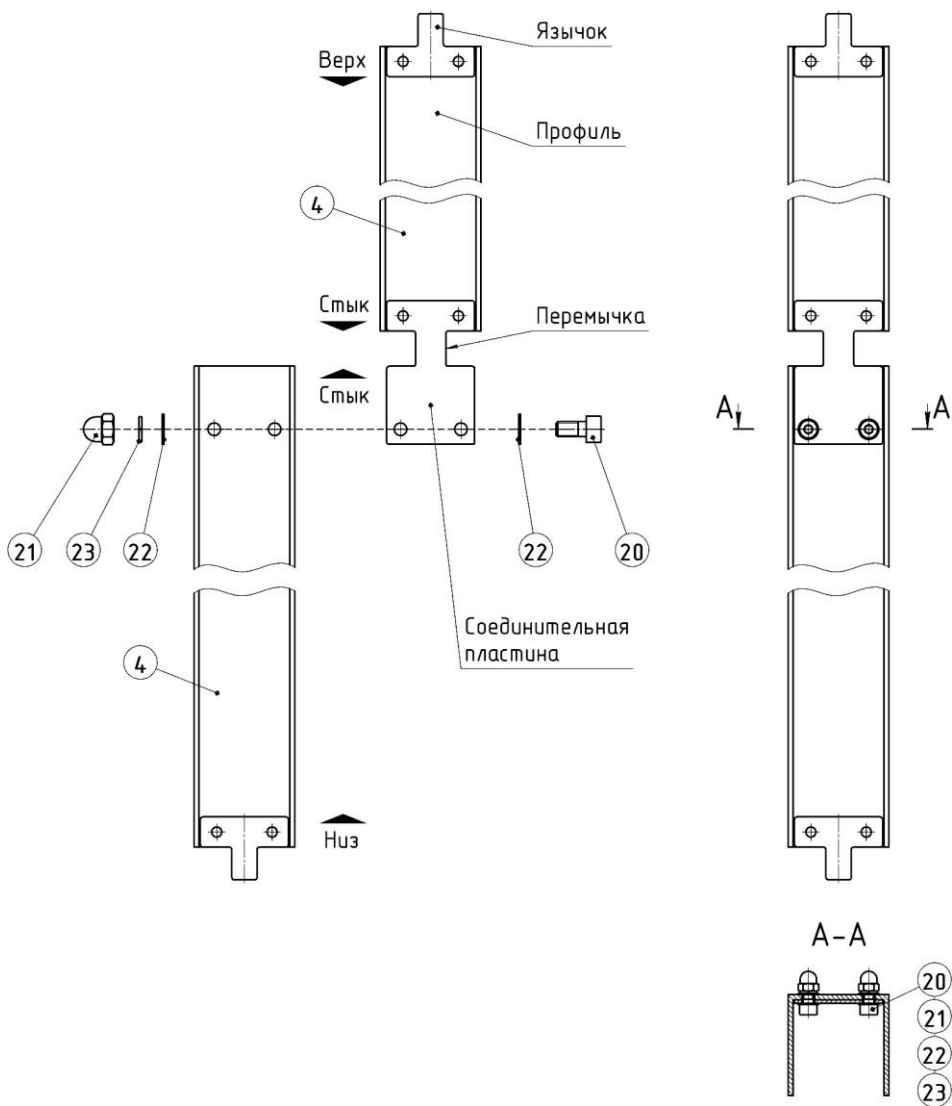 Язычок
Верх
Профиль
4
Стык
Перемычка
Стык
А А
21 23 22 22 20
Соединительная
пластина
4
Низ
А-А
20
21
22
23